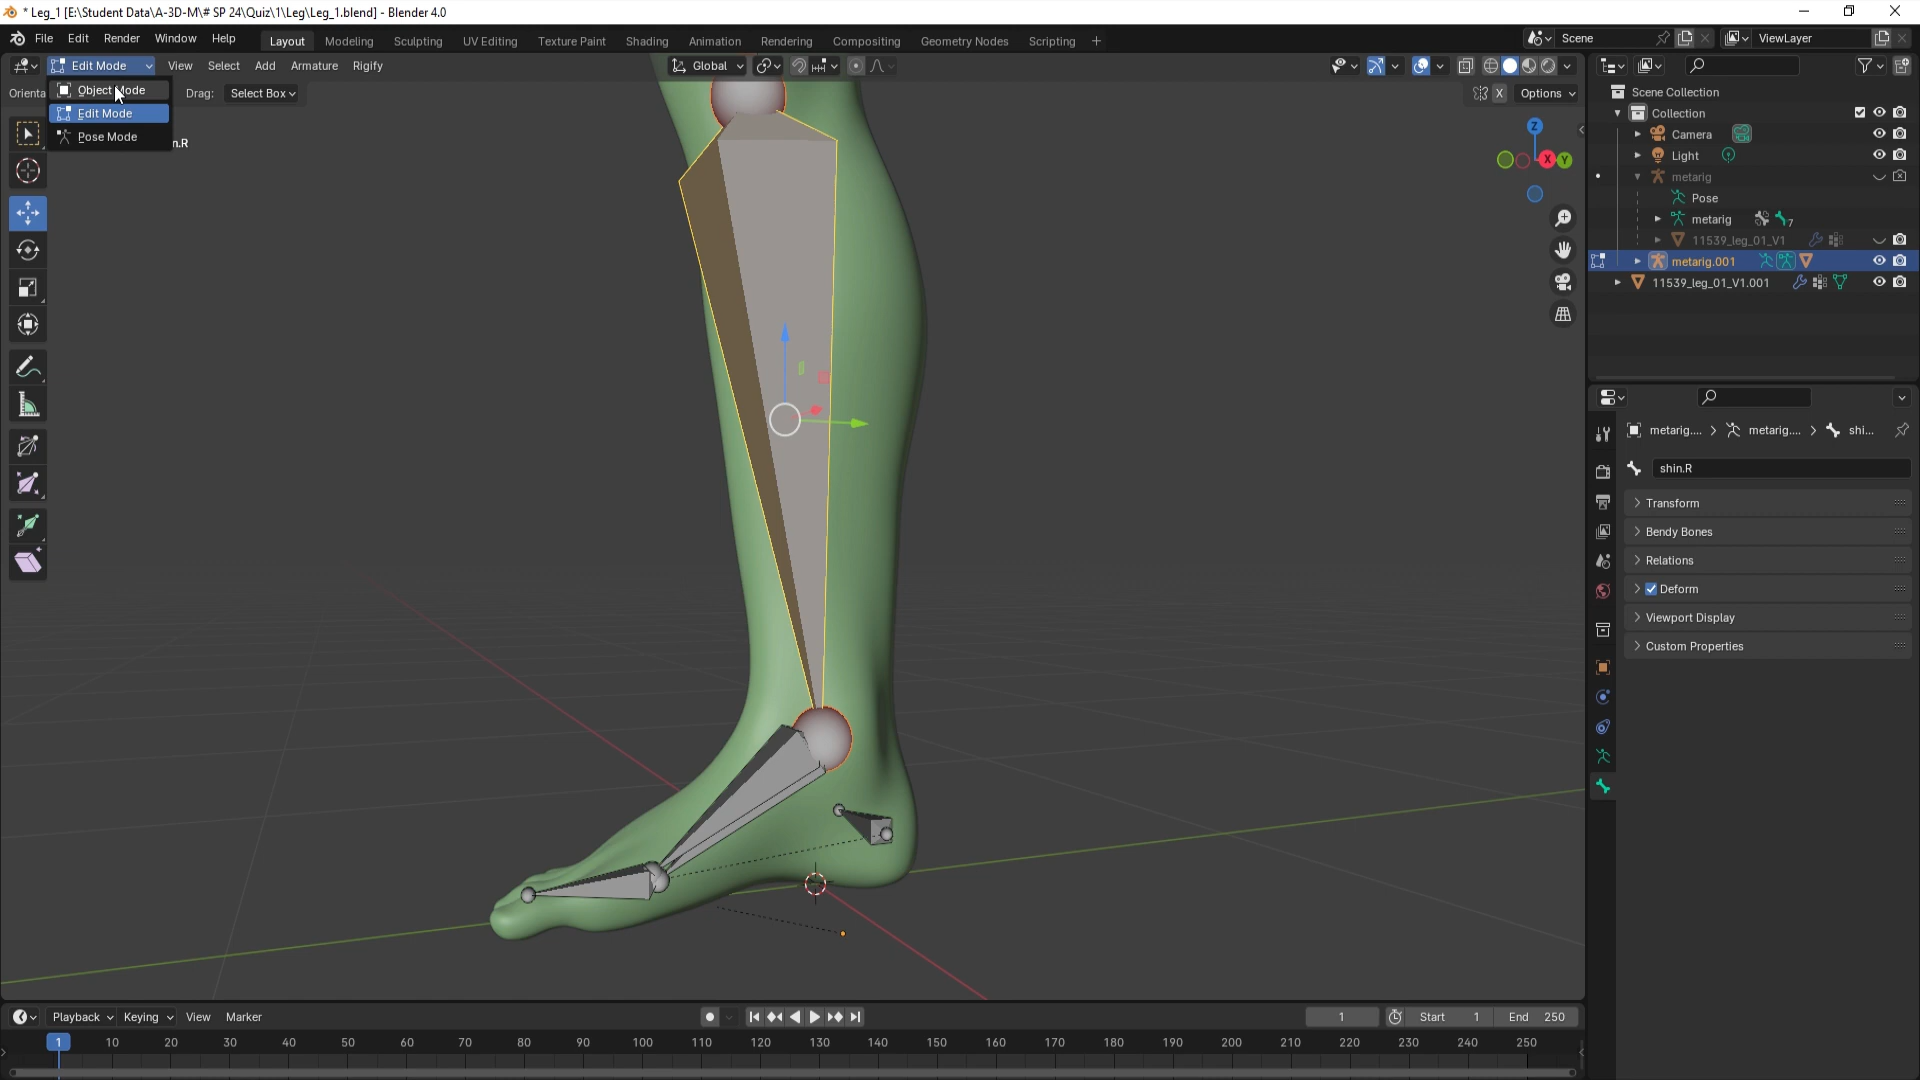 * Leg_1 [E:\Student Data\A-3D-M\# SP 24\Quiz\1\Leg\Leg_1.blend] - Blender 4.0
File Edit Render Window Help Layout Modeling Sculpting UV Editing Texture Paint Shading Animation Rendering Compositing Geometry Nodes Scripting + Scene ViewLayer
Edit Mode View Select Add Armature Rigify Global
Orienta Drag: Select Box X Options
Object Mode
Edit Mode
Pose Mode
n.R
Z
X Y
Scene Collection
Collection
Camera
Light
metarig
Pose
metarig 7
11539_leg_01_V1
metarig.001
11539_leg_01_V1.001
metarig.... metarig.... shi...
shin.R
Transform
Bendy Bones
Relations
Deform
Viewport Display
Custom Properties
Playback Keying View Marker 1 Start 1 End 250
1 10 20 30 40 50 60 70 80 90 100 110 120 130 140 150 160 170 180 190 200 210 220 230 240 250